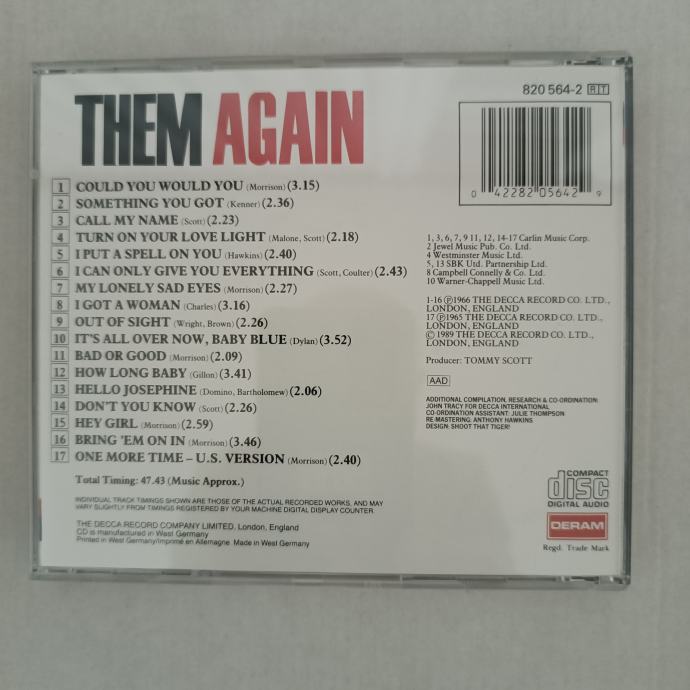 THEM AGAIN
820 564-2 R T
0 42282 05642 9
1 COULD YOU WOULD YOU (Morrison) (3.15)
2 SOMETHING YOU GOT (Kenner) (2.36)
3 CALL MY NAME (Scott) (2.23)
4 TURN ON YOUR LOVE LIGHT (Malone, Scott) (2.18)
5 I PUT A SPELL ON YOU (Hawkins) (2.40)
6 I CAN ONLY GIVE YOU EVERYTHING (Scott, Coulter) (2.43)
7 MY LONELY SAD EYES (Morrison) (2.27)
8 I GOT A WOMAN (Charles) (3.16)
9 OUT OF SIGHT (Wright, Brown) (2.26)
10 IT'S ALL OVER NOW, BABY BLUE (Dylan) (3.52)
11 BAD OR GOOD (Morrison) (2.09)
12 HOW LONG BABY (Gillon) (3.41)
13 HELLO JOSEPHINE (Domino, Bartholomew) (2.06)
14 DON'T YOU KNOW (Scott) (2.26)
15 HEY GIRL (Morrison) (2.59)
16 BRING 'EM ON IN (Morrison) (3.46)
17 ONE MORE TIME – U.S. VERSION (Morrison) (2.40)
Total Timing: 47.43 (Music Approx.)
INDIVIDUAL TRACK TIMINGS SHOWN ARE THOSE OF THE ACTUAL RECORDED WORKS, AND MAY
VARY SLIGHTLY FROM TIMINGS REGISTERED BY YOUR MACHINE DIGITAL DISPLAY COUNTER.
THE DECCA RECORD COMPANY LIMITED, London, England
CD is manufactured in West Germany
Printed in West Germany/Imprimé en Allemagne Made in West Germany
1, 3, 6, 7, 9 11, 12, 14-17 Carlin Music Corp.
2 Jewel Music Pub. Co. Ltd.
4 Westminster Music Ltd.
5, 13 SBK Utd. Partnership Ltd.
8 Campbell Connelly & Co. Ltd.
10 Warner-Chappell Music Ltd.
1-16 ℗1966 THE DECCA RECORD CO. LTD.,
LONDON, ENGLAND
17 ℗1965 THE DECCA RECORD CO. LTD.,
LONDON, ENGLAND
© 1989 THE DECCA RECORD CO. LTD.,
LONDON, ENGLAND
Producer: TOMMY SCOTT
AAD
ADDITIONAL COMPILATION, RESEARCH & CO-ORDINATION:
JOHN TRACY FOR DECCA INTERNATIONAL
CO-ORDINATION ASSISTANT: JULIE THOMPSON
RE-MASTERING: ANTHONY HAWKINS
DESIGN: SHOOT THAT TIGER!
COMPACT
disc
DIGITAL AUDIO
DERAM
Regd. Trade Mark